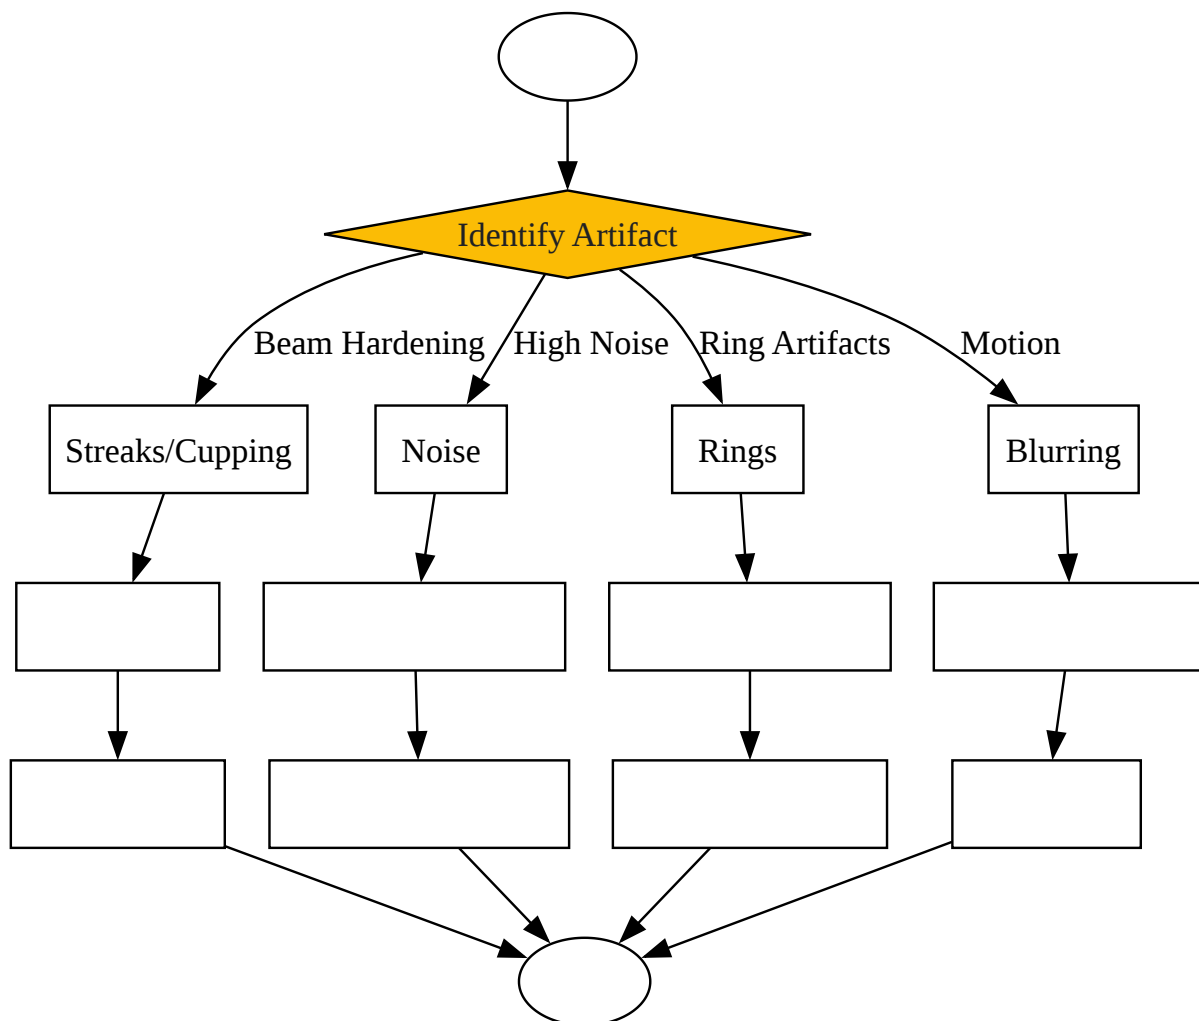 Identify Artifact
Beam Hardening
High Noise
Ring Artifacts
Motion
Streaks/Cupping
Noise
Rings
Blurring